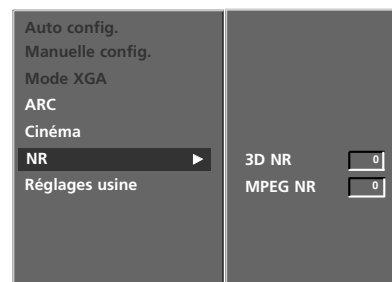 Auto config.
Manuelle config.
Mode XGA
ARC
Cinéma
NR
Réglages usine
3D NR 0
MPEG NR 0